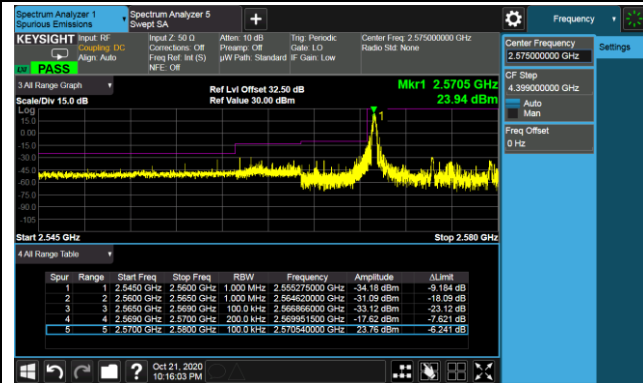 Spectrum Analyzer 1
Spurious Emissions
Spectrum Analyzer 5
Swept SA
Frequency
KEYSIGHT
Input: RF
Coupling: DC
Align: Auto
Input Z: 50 Ω
Corrections: Off
Freq Ref: Int (S)
NFE: Off
Atten: 10 dB
Preamp: Off
µW Path: Standard
Trig: Periodic
Gate: LO
IF Gain: Low
Center Freq: 2.575000000 GHz
Radio Std: None
PASS
Center Frequency
2.575000000 GHz
Settings
CF Step
4.399000000 GHz
Auto
Man
Freq Offset
0 Hz
3 All Range Graph
Scale/Div 15.0 dB
Ref Lvl Offset 32.50 dB
Ref Value 30.00 dBm
Mkr1 2.5705 GHz
23.94 dBm
Log
15.0
0.00
-15.0
-30.0
-45.0
-60.0
-75.0
-90.0
-105
1
Start 2.545 GHz
Stop 2.580 GHz
4 All Range Table
Spur Range Start Freq Stop Freq RBW Frequency Amplitude ΔLimit
1 1 2.5450 GHz 2.5600 GHz 1.000 MHz 2.555275000 GHz -34.18 dBm -9.184 dB
2 2 2.5600 GHz 2.5650 GHz 1.000 MHz 2.564620000 GHz -31.09 dBm -18.09 dB
3 3 2.5650 GHz 2.5690 GHz 100.0 kHz 2.566866000 GHz -33.12 dBm -23.12 dB
4 4 2.5690 GHz 2.5700 GHz 200.0 kHz 2.569951500 GHz -17.62 dBm -7.621 dB
5 5 2.5700 GHz 2.5800 GHz 100.0 kHz 2.570540000 GHz 23.76 dBm -6.241 dB
Oct 21, 2020
10:16:03 PM